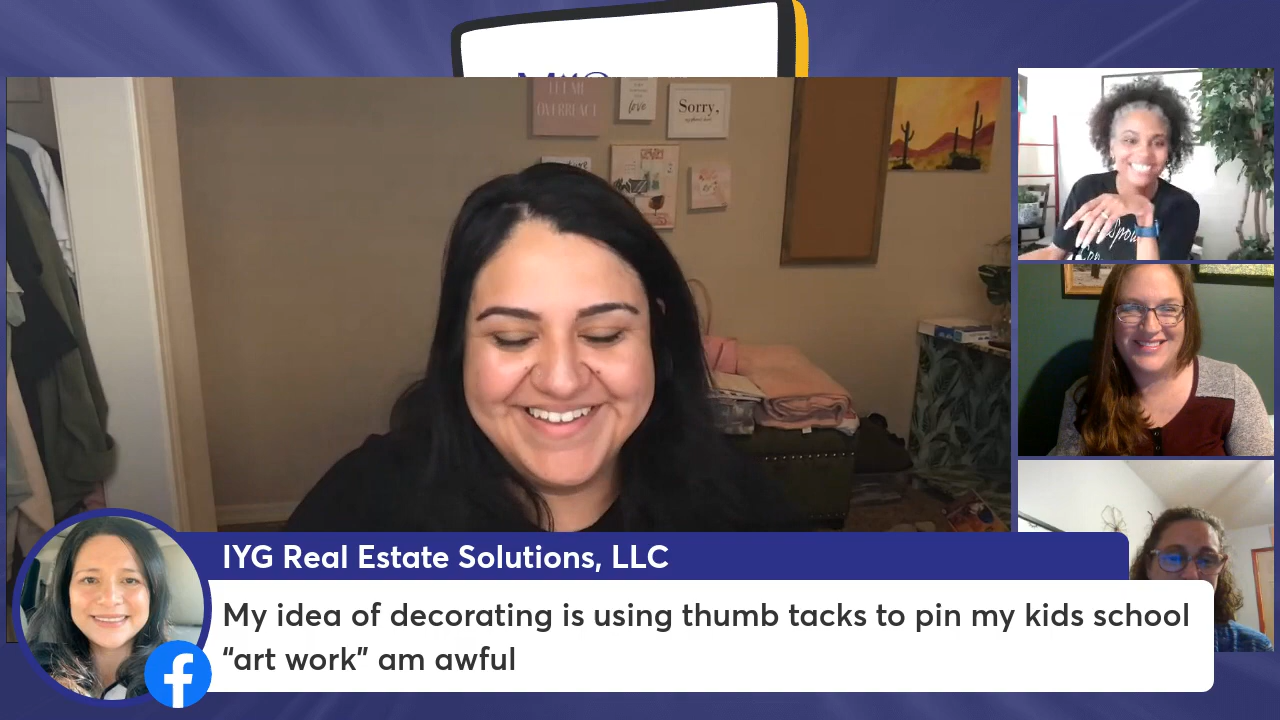 LET ME
OVERREACT
love
Sorry,
IYG Real Estate Solutions, LLC
My idea of decorating is using thumb tacks to pin my kids school
“art work” am awful